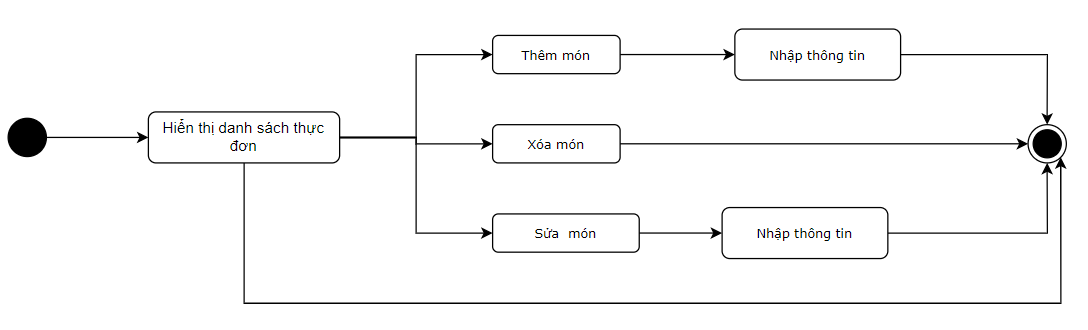 Thêm món
Nhập thông tin
Hiển thị danh sách thực
đơn
Xóa món
Sửa  món
Nhập thông tin